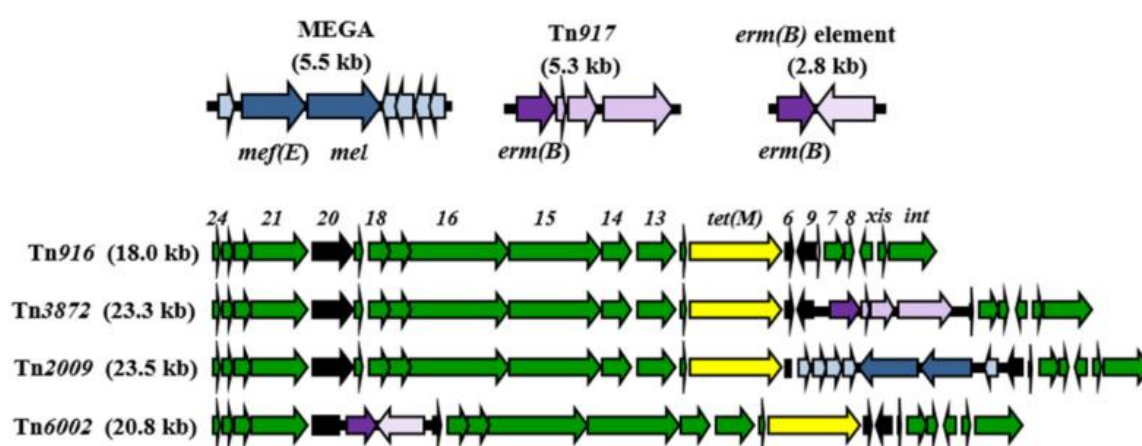 MEGA Tn917 erm(B) element
(5.5 kb) (5.3 kb) (2.8 kb)
mef(E) mel erm(B) erm(B)
24 21 20 18 16 15 14 13 tet(M) 6 9 7 8 xis int
Tn916 (18.0 kb)
Tn3872 (23.3 kb)
Tn2009 (23.5 kb)
Tn6002 (20.8 kb)